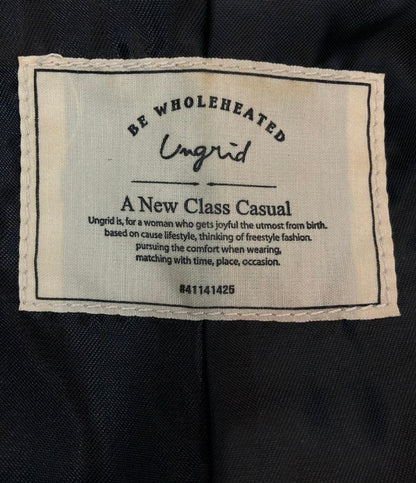 BE WHOLEHEATED
Ungrid
A New Class Casual
Ungrid is, for a woman who gets joyful the utmost from birth.
based on cause lifestyle, thinking of freestyle fashion.
pursuing the comfort when wearing,
matching with time, place, occasion.
#41141426